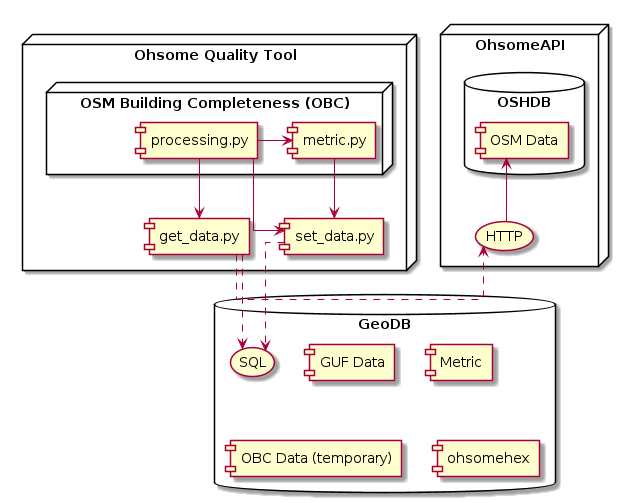 Ohsome Quality Tool
OhsomeAPI
OSM Building Completeness (OBC)
OSHDB
processing.py
metric.py
OSM Data
get_data.py
set_data.py
HTTP
GeoDB
SQL
GUF Data
Metric
OBC Data (temporary)
ohsomehex